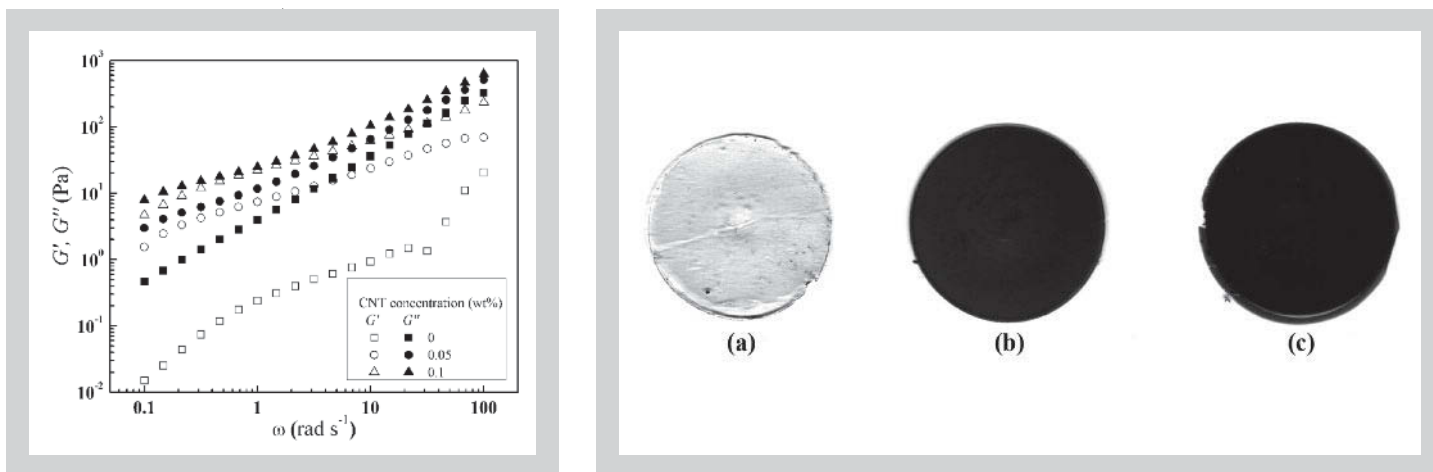 10³
10²
10¹
10⁰
10⁻¹
10⁻²
G', G" (Pa)
CNT concentration (wt%)
G' G"
0
0.05
0.1
0.1 1 10 100
ω (rad s⁻¹)
(a) (b) (c)